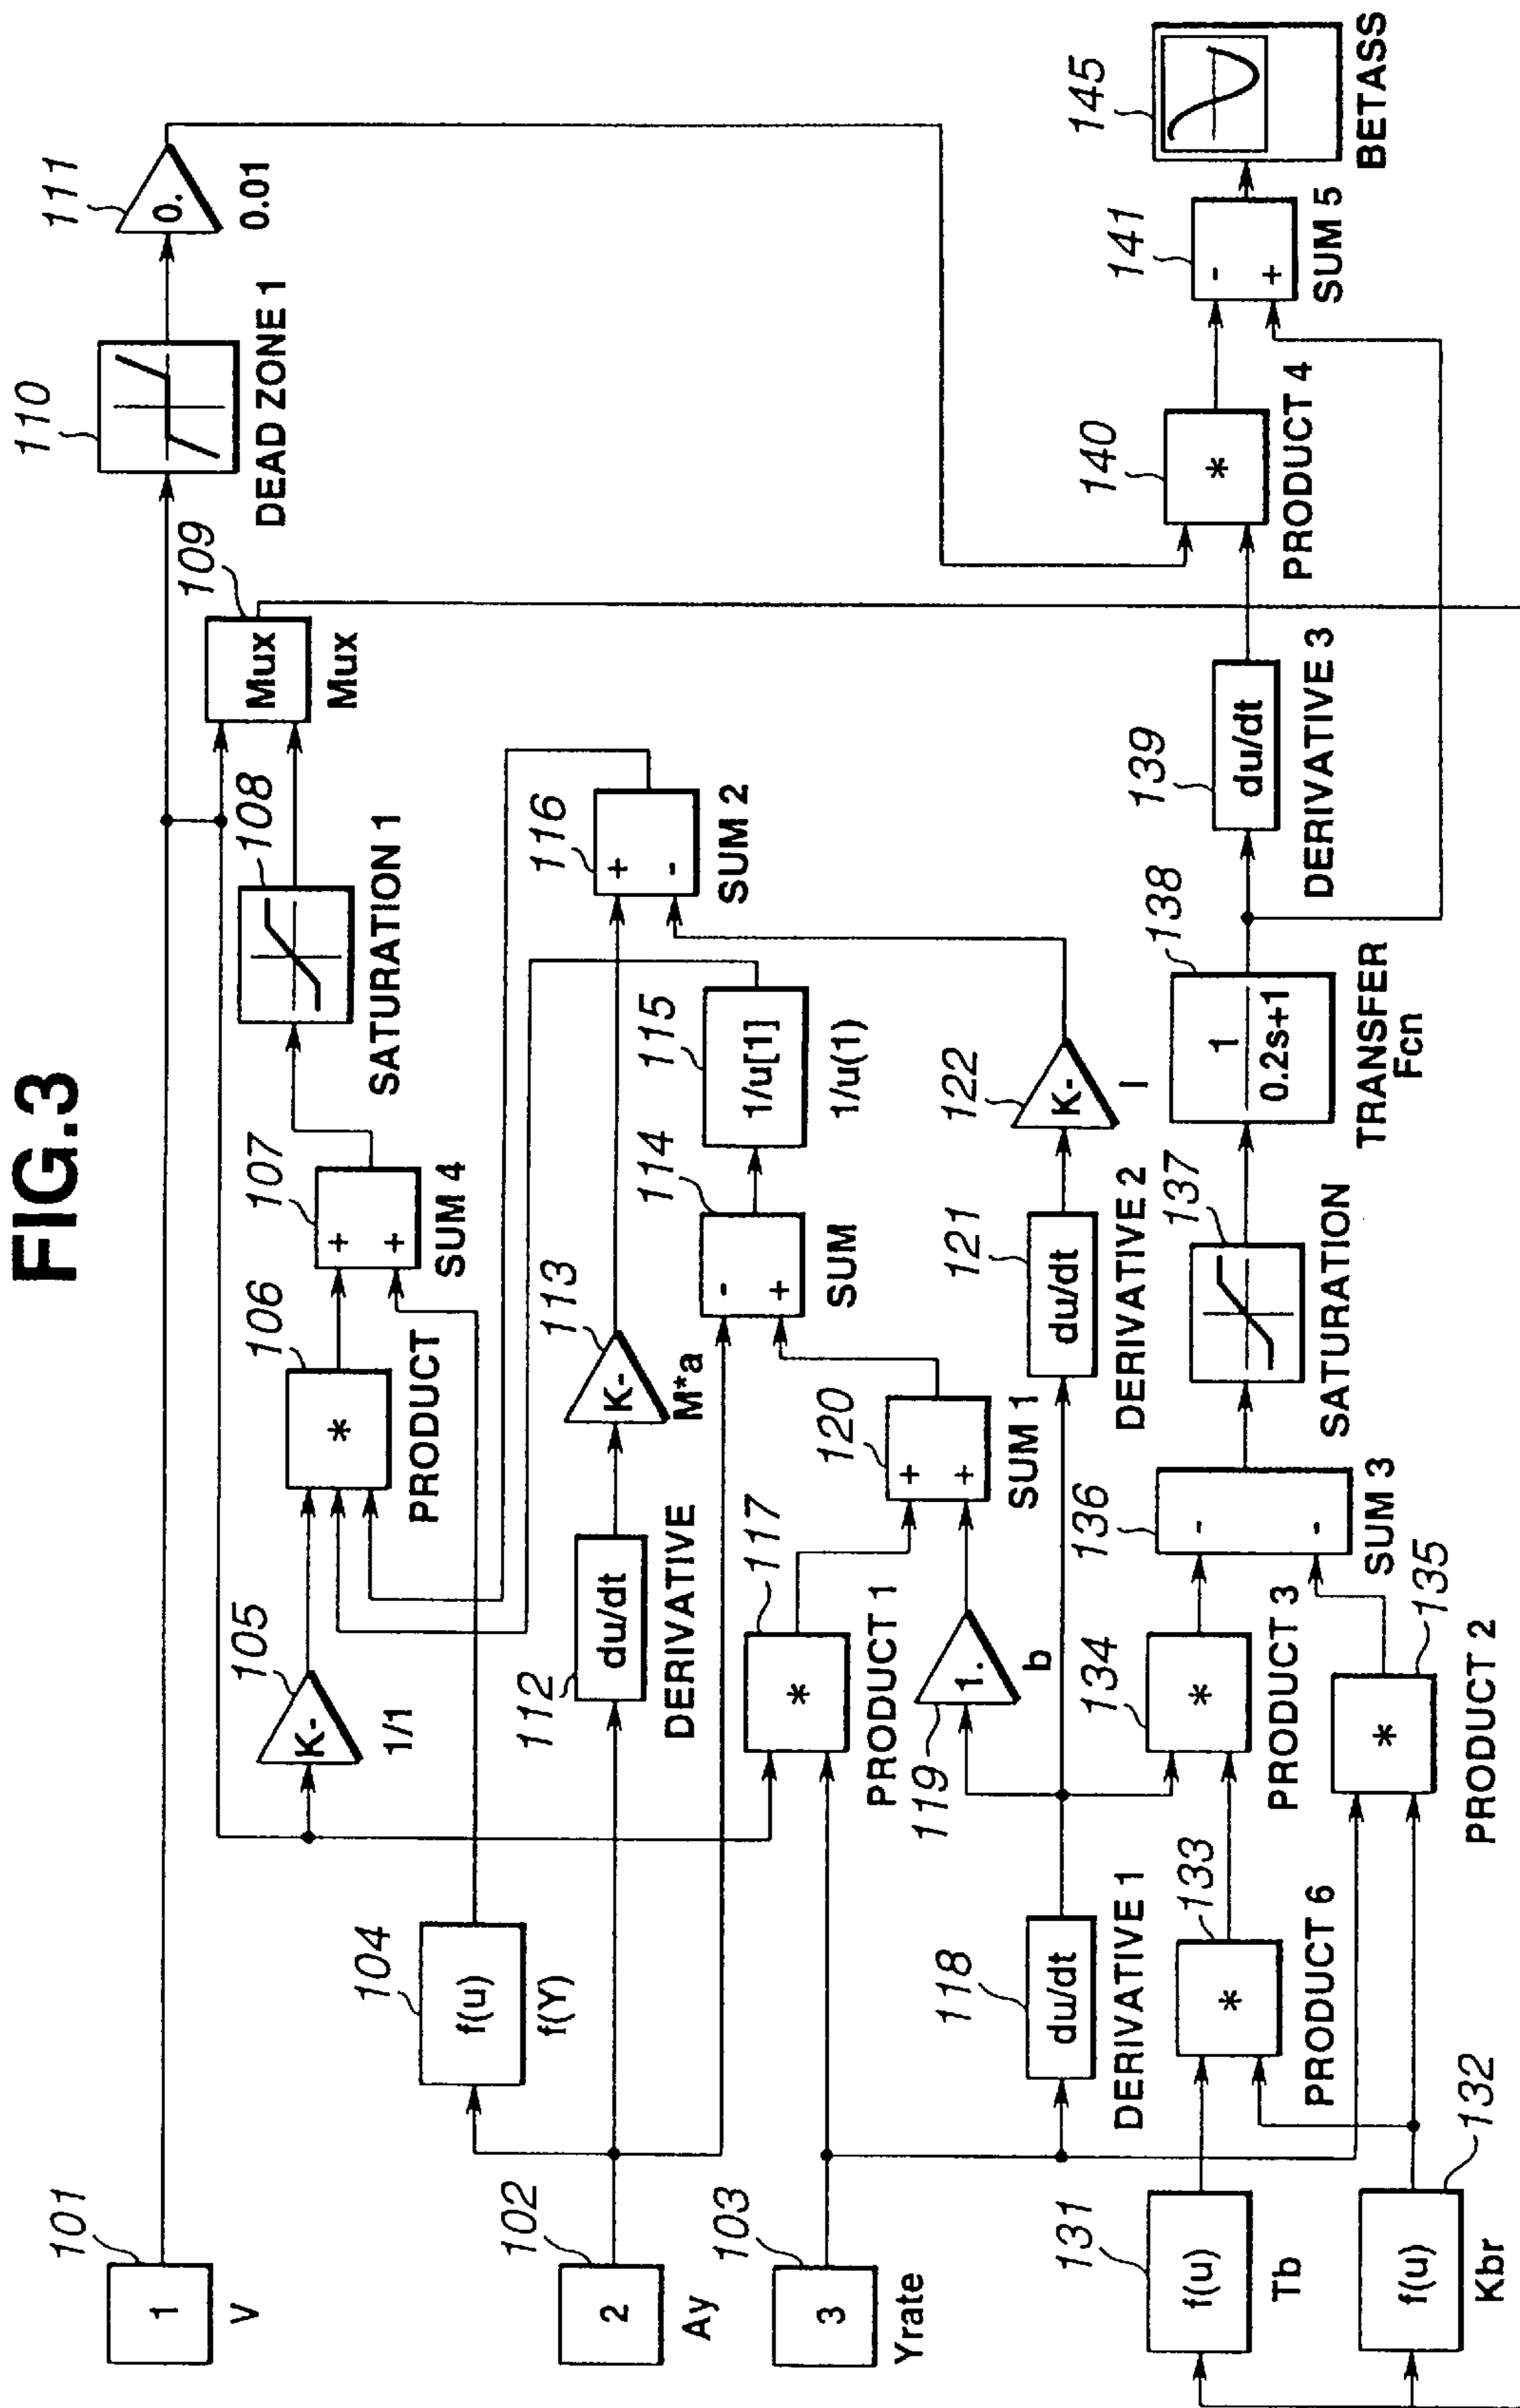 FIG.3
101
1
V
102
2
Ay
103
3
Yrate
104
f(u)
f(Y)
105
K-
1/1
106
*
PRODUCT
107
+
+
SUM 4
108
SATURATION 1
109
Mux
Mux
110
DEAD ZONE 1
111
0.
0.01
112
du/dt
DERIVATIVE
113
K-
M*a
114
-
+
SUM
115
1/u[1]
1/u(1)
116
+
-
SUM 2
117
*
PRODUCT 1
118
du/dt
DERIVATIVE 1
119
1.
b
120
+
+
SUM 1
121
du/dt
DERIVATIVE 2
122
K-
I
131
f(u)
Tb
132
f(u)
Kbr
133
*
PRODUCT 6
134
*
PRODUCT 3
135
*
PRODUCT 2
136
-
-
SUM 3
137
SATURATION
138
1
0.2s+1
TRANSFER
Fcn
139
du/dt
DERIVATIVE 3
140
*
PRODUCT 4
141
-
+
SUM 5
145
BETASS